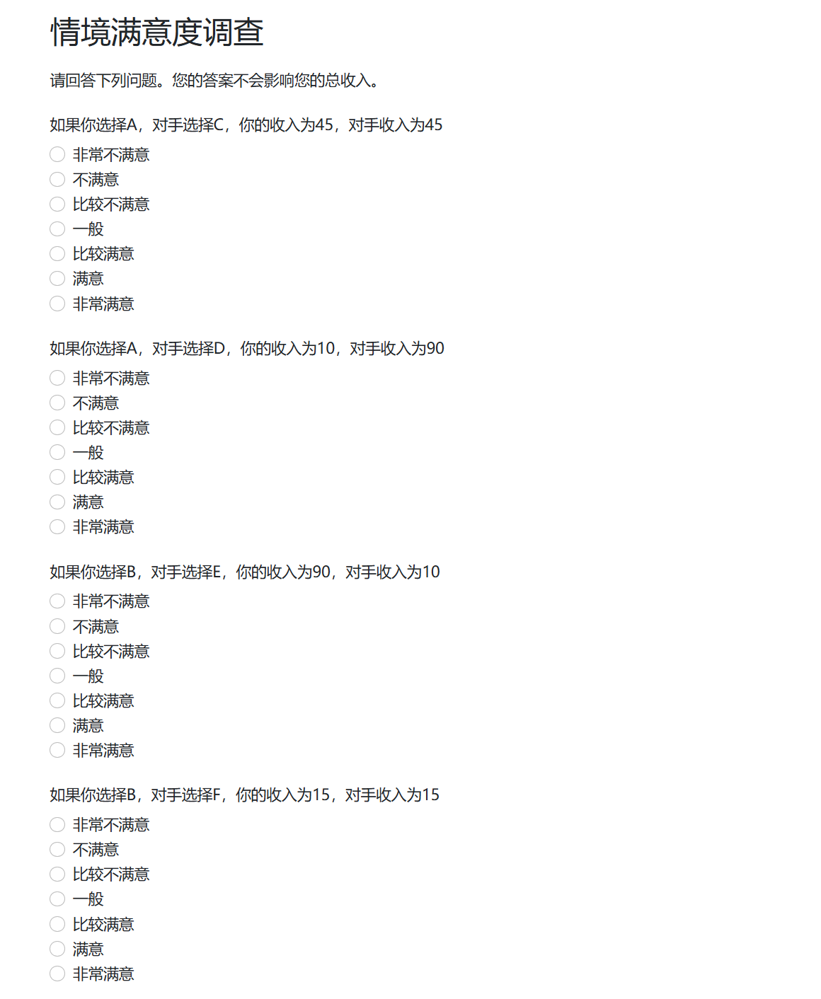 情境满意度调查
请回答下列问题。您的答案不会影响您的总收入。
如果你选择A，对手选择C，你的收入为45，对手收入为45
非常不满意
不满意
比较不满意
一般
比较满意
满意
非常满意
如果你选择A，对手选择D，你的收入为10，对手收入为90
非常不满意
不满意
比较不满意
一般
比较满意
满意
非常满意
如果你选择B，对手选择E，你的收入为90，对手收入为10
非常不满意
不满意
比较不满意
一般
比较满意
满意
非常满意
如果你选择B，对手选择F，你的收入为15，对手收入为15
非常不满意
不满意
比较不满意
一般
比较满意
满意
非常满意